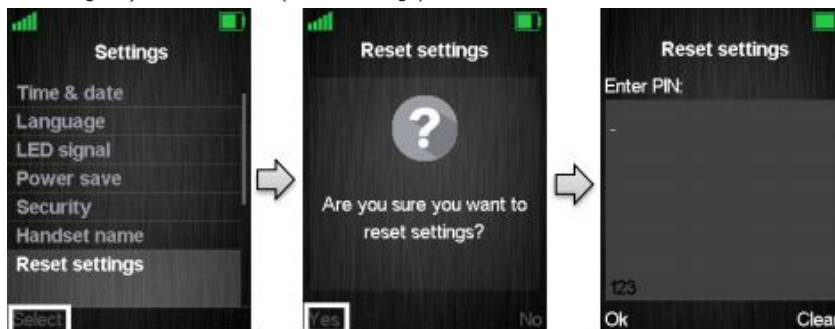 Settings
Time & date
Language
LED signal
Power save
Security
Handset name
Reset settings
Select
Reset settings
Are you sure you want to
reset settings?
Yes
No
Reset settings
Enter PIN:
-
123
Ok
Clea